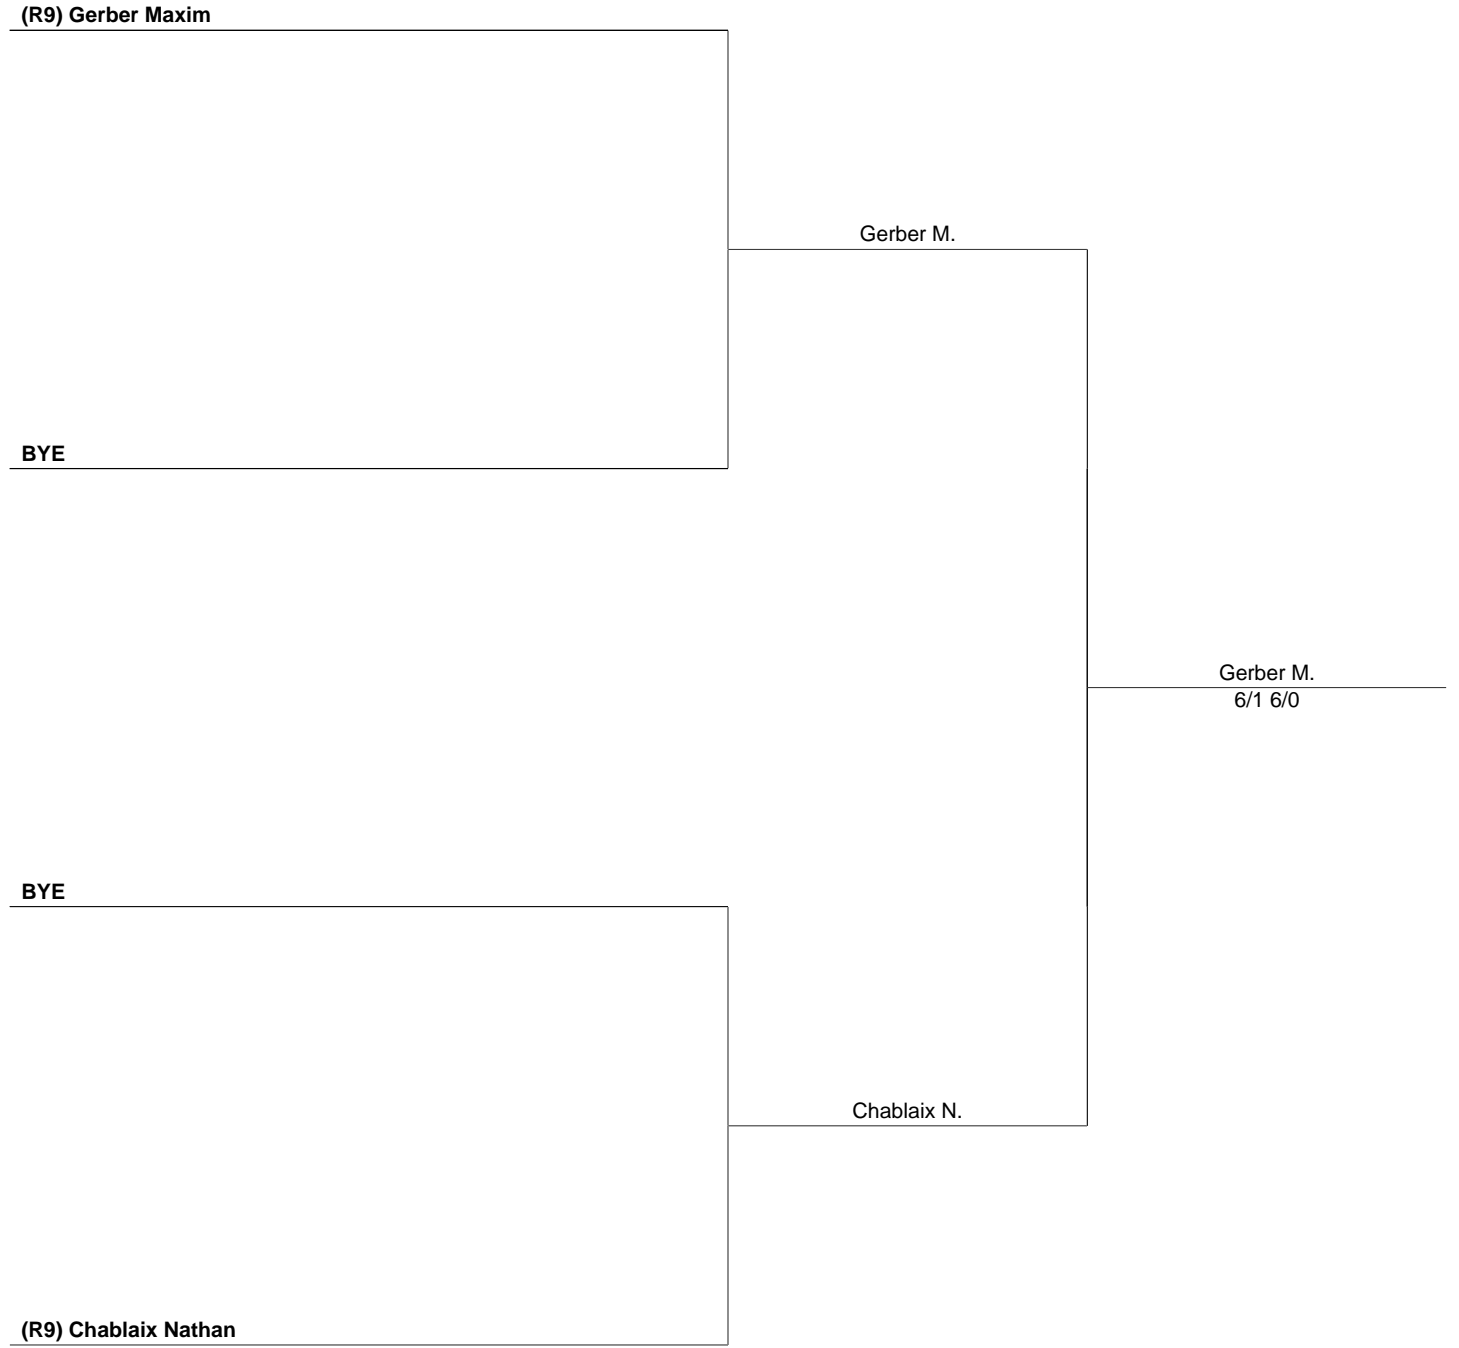 (R9) Gerber Maxim
Gerber M.
BYE
Gerber M.
6/1 6/0
BYE
Chablaix N.
(R9) Chablaix Nathan